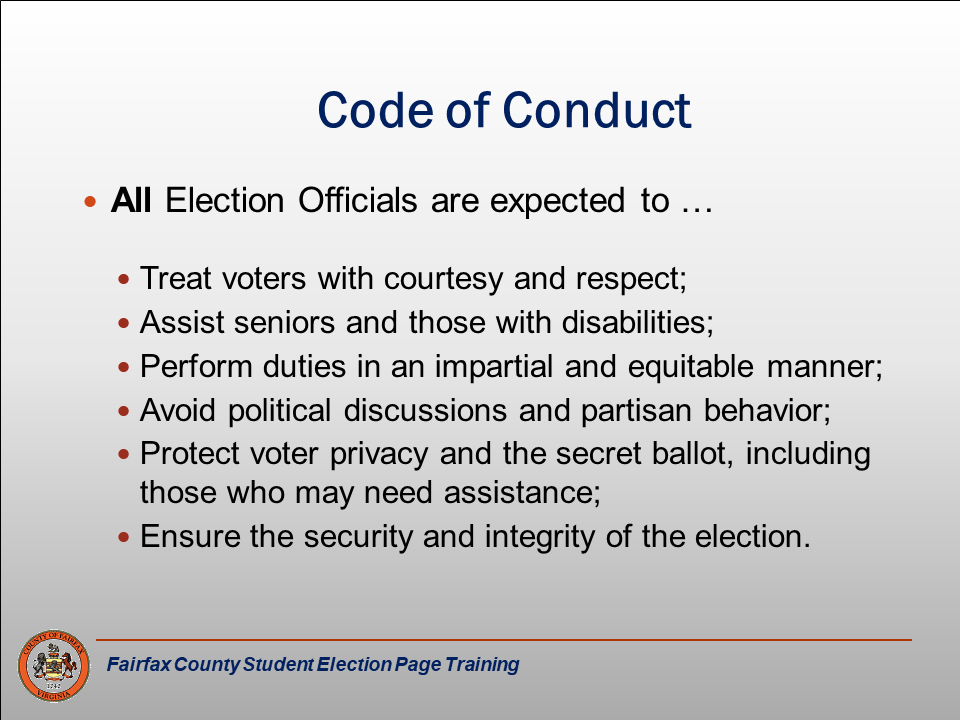 Code of Conduct
• All Election Officials are expected to …
• Treat voters with courtesy and respect;
• Assist seniors and those with disabilities;
• Perform duties in an impartial and equitable manner;
• Avoid political discussions and partisan behavior;
• Protect voter privacy and the secret ballot, including
those who may need assistance;
• Ensure the security and integrity of the election.
COUNTY OF FAIRFAX
1742
VIRGINIA
Fairfax County Student Election Page Training